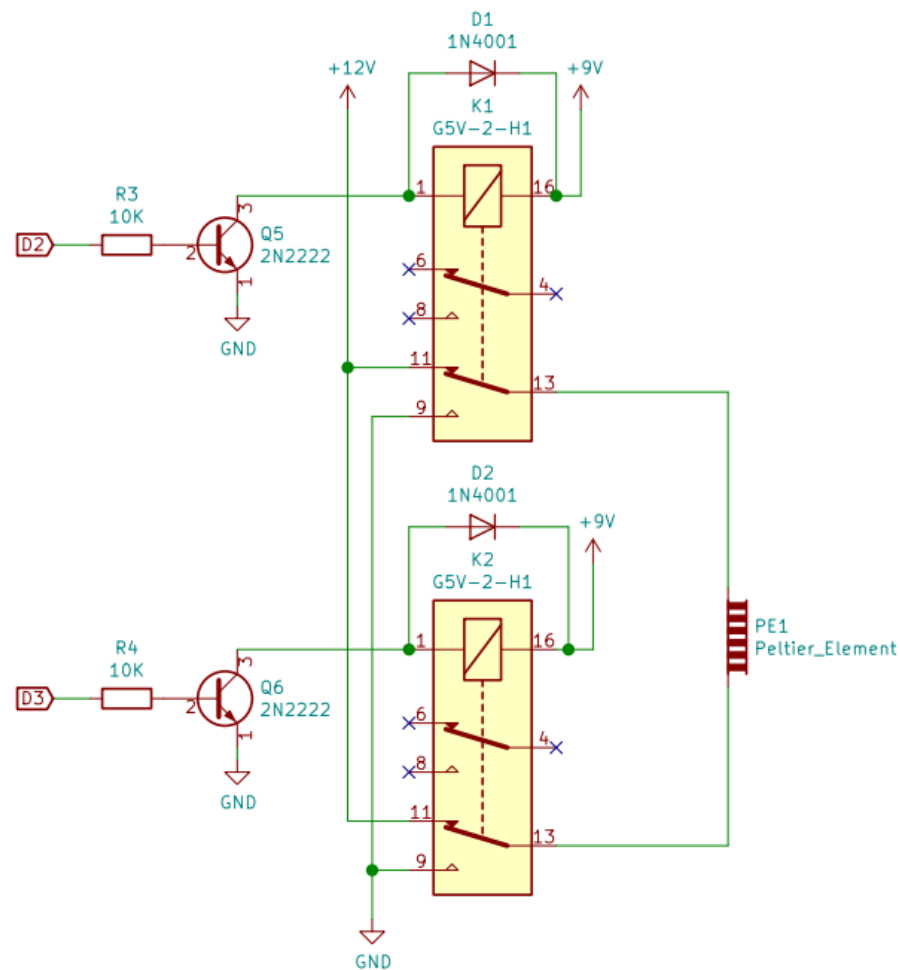 D1
1N4001
+12V
+9V
K1
G5V-2-H1
1
16
R3
10K
3
D2
2
Q5
2N2222
1
GND
6
4
8
11
13
9
D2
1N4001
+9V
K2
G5V-2-H1
1
16
R4
10K
3
D3
2
Q6
2N2222
1
GND
PE1
Peltier_Element
6
4
8
11
13
9
GND